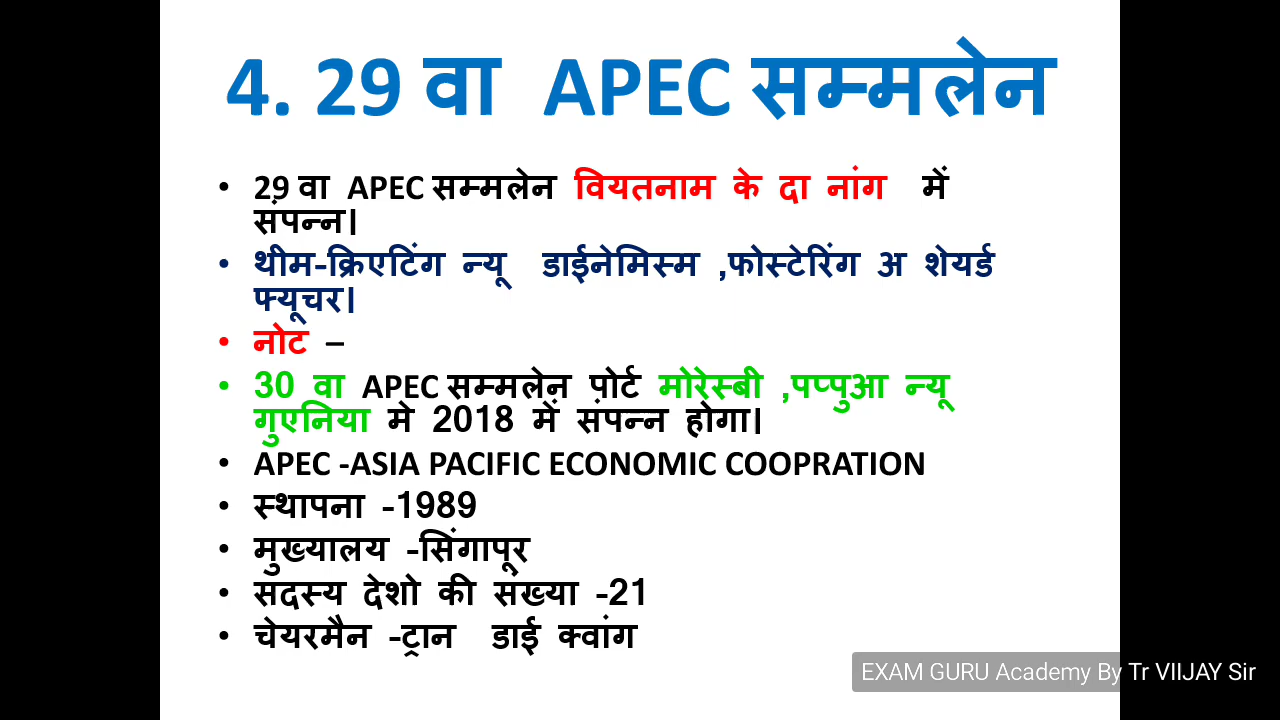 4. 29 वा APEC सम्मलेन
• 29 वा APEC सम्मलेन वियतनाम के दा नांग में
संपन्न।
• थीम-क्रिएटिंग न्यू डाईनेमिस्म ,फोस्टेरिंग अ शेयर्ड
फ्यूचर।
• नोट –
• 30 वा APEC सम्मलेन पोर्ट मोरेस्बी ,पप्पुआ न्यू
गुएनिया मे 2018 में संपन्न होगा।
• APEC -ASIA PACIFIC ECONOMIC COOPRATION
• स्थापना -1989
• मुख्यालय -सिंगापूर
• सदस्य देशो की संख्या -21
• चेयरमैन -ट्रान डाई क्वांग
EXAM GURU Academy By Tr VIIJAY Sir